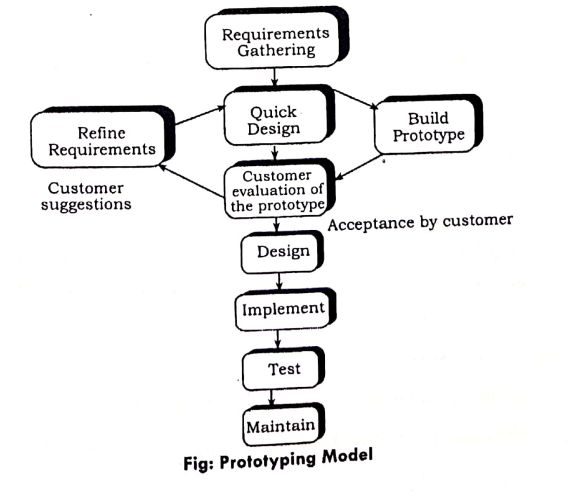 Requirements
Gathering
Quick
Design
Build
Prototype
Refine
Requirements
Customer
suggestions
Customer
evaluation of
the prototype
Acceptance by customer
Design
Implement
Test
Maintain
Fig: Prototyping Model